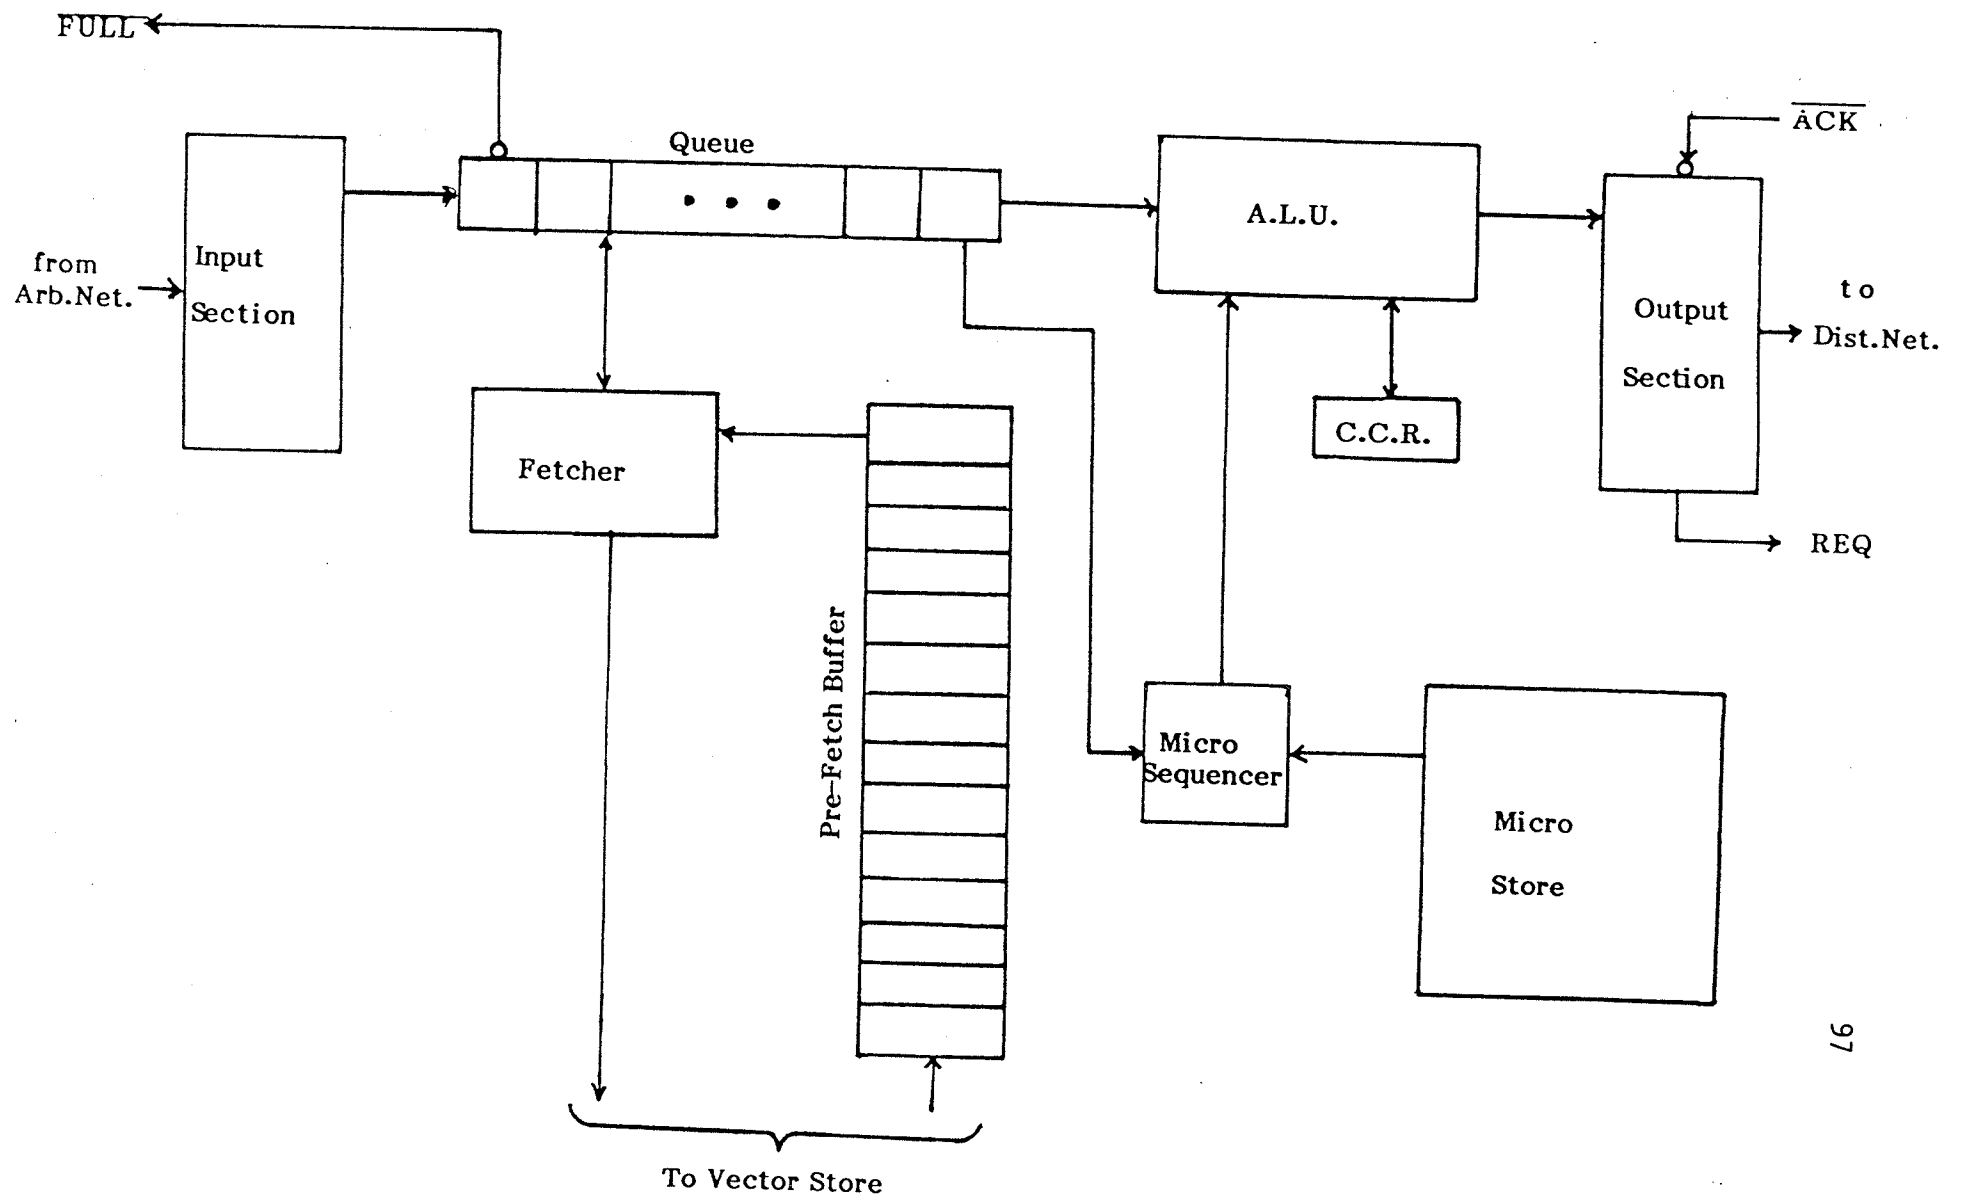 FULL
Queue
ACK
A.L.U.
Input
Section
from
Arb.Net.
to
Dist.Net.
Output
Section
C.C.R.
Fetcher
REQ
Pre-Fetch Buffer
Micro
Sequencer
Micro
Store
97
To Vector Store